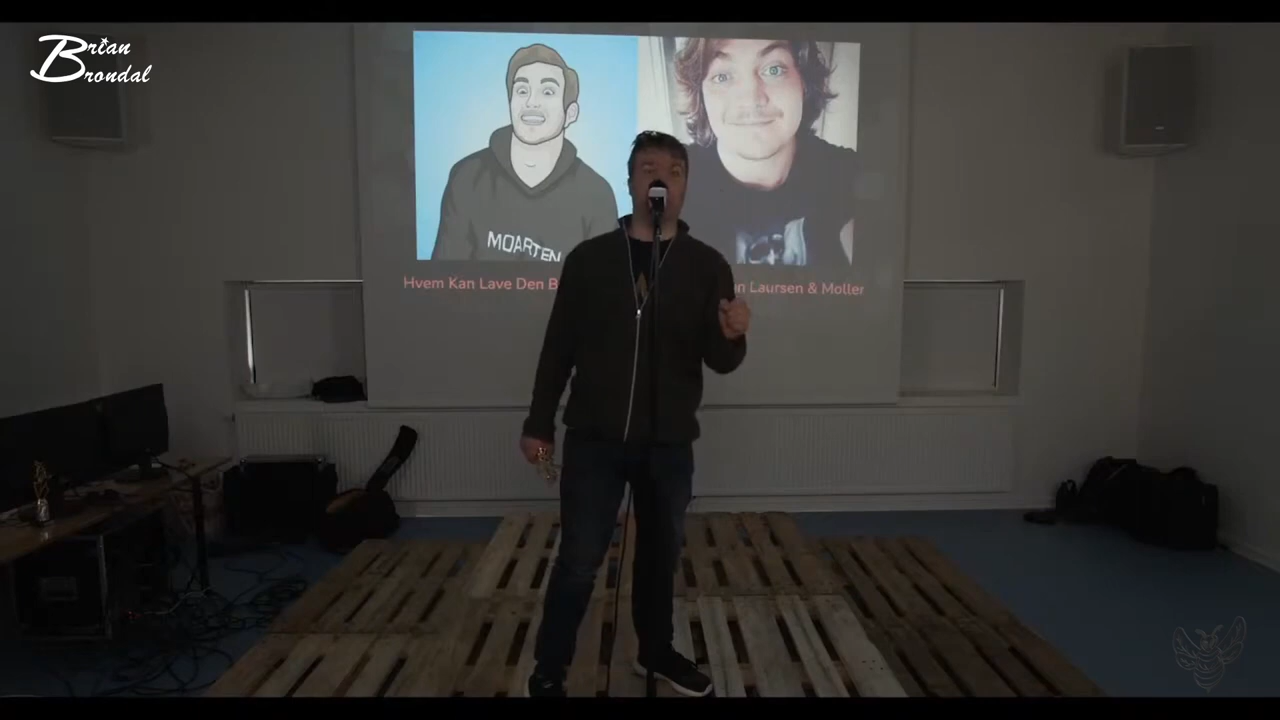 Brian
Brondal
MOARTEN
Hvem Kan Lave Den B
n Laursen & Moller